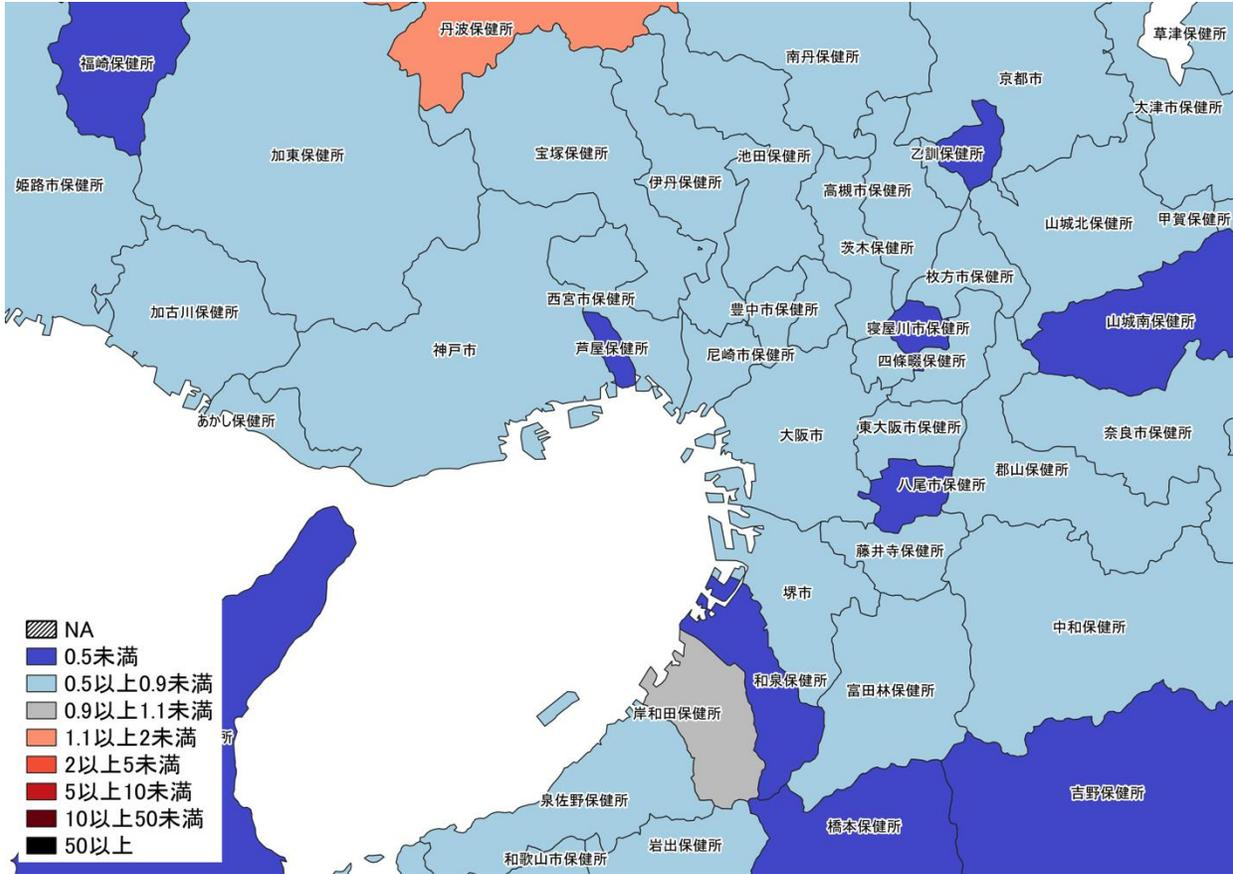 丹波保健所
草津保健所
福崎保健所
南丹保健所
京都市
大津市保健所
加東保健所
宝塚保健所
池田保健所
乙訓保健所
姫路市保健所
伊丹保健所
高槻市保健所
山城北保健所
甲賀保健所
茨木保健所
枚方市保健所
西宮市保健所
加古川保健所
豊中市保健所
山城南保健所
寝屋川市保健所
神戸市
芦屋保健所
尼崎市保健所
四條畷保健所
あかし保健所
大阪市
東大阪市保健所
奈良市保健所
郡山保健所
八尾市保健所
藤井寺保健所
堺市
中和保健所
和泉保健所
富田林保健所
岸和田保健所
所
吉野保健所
泉佐野保健所
橋本保健所
岩出保健所
和歌山市保健所
NA
0.5未満
0.5以上0.9未満
0.9以上1.1未満
1.1以上2未満
2以上5未満
5以上10未満
10以上50未満
50以上